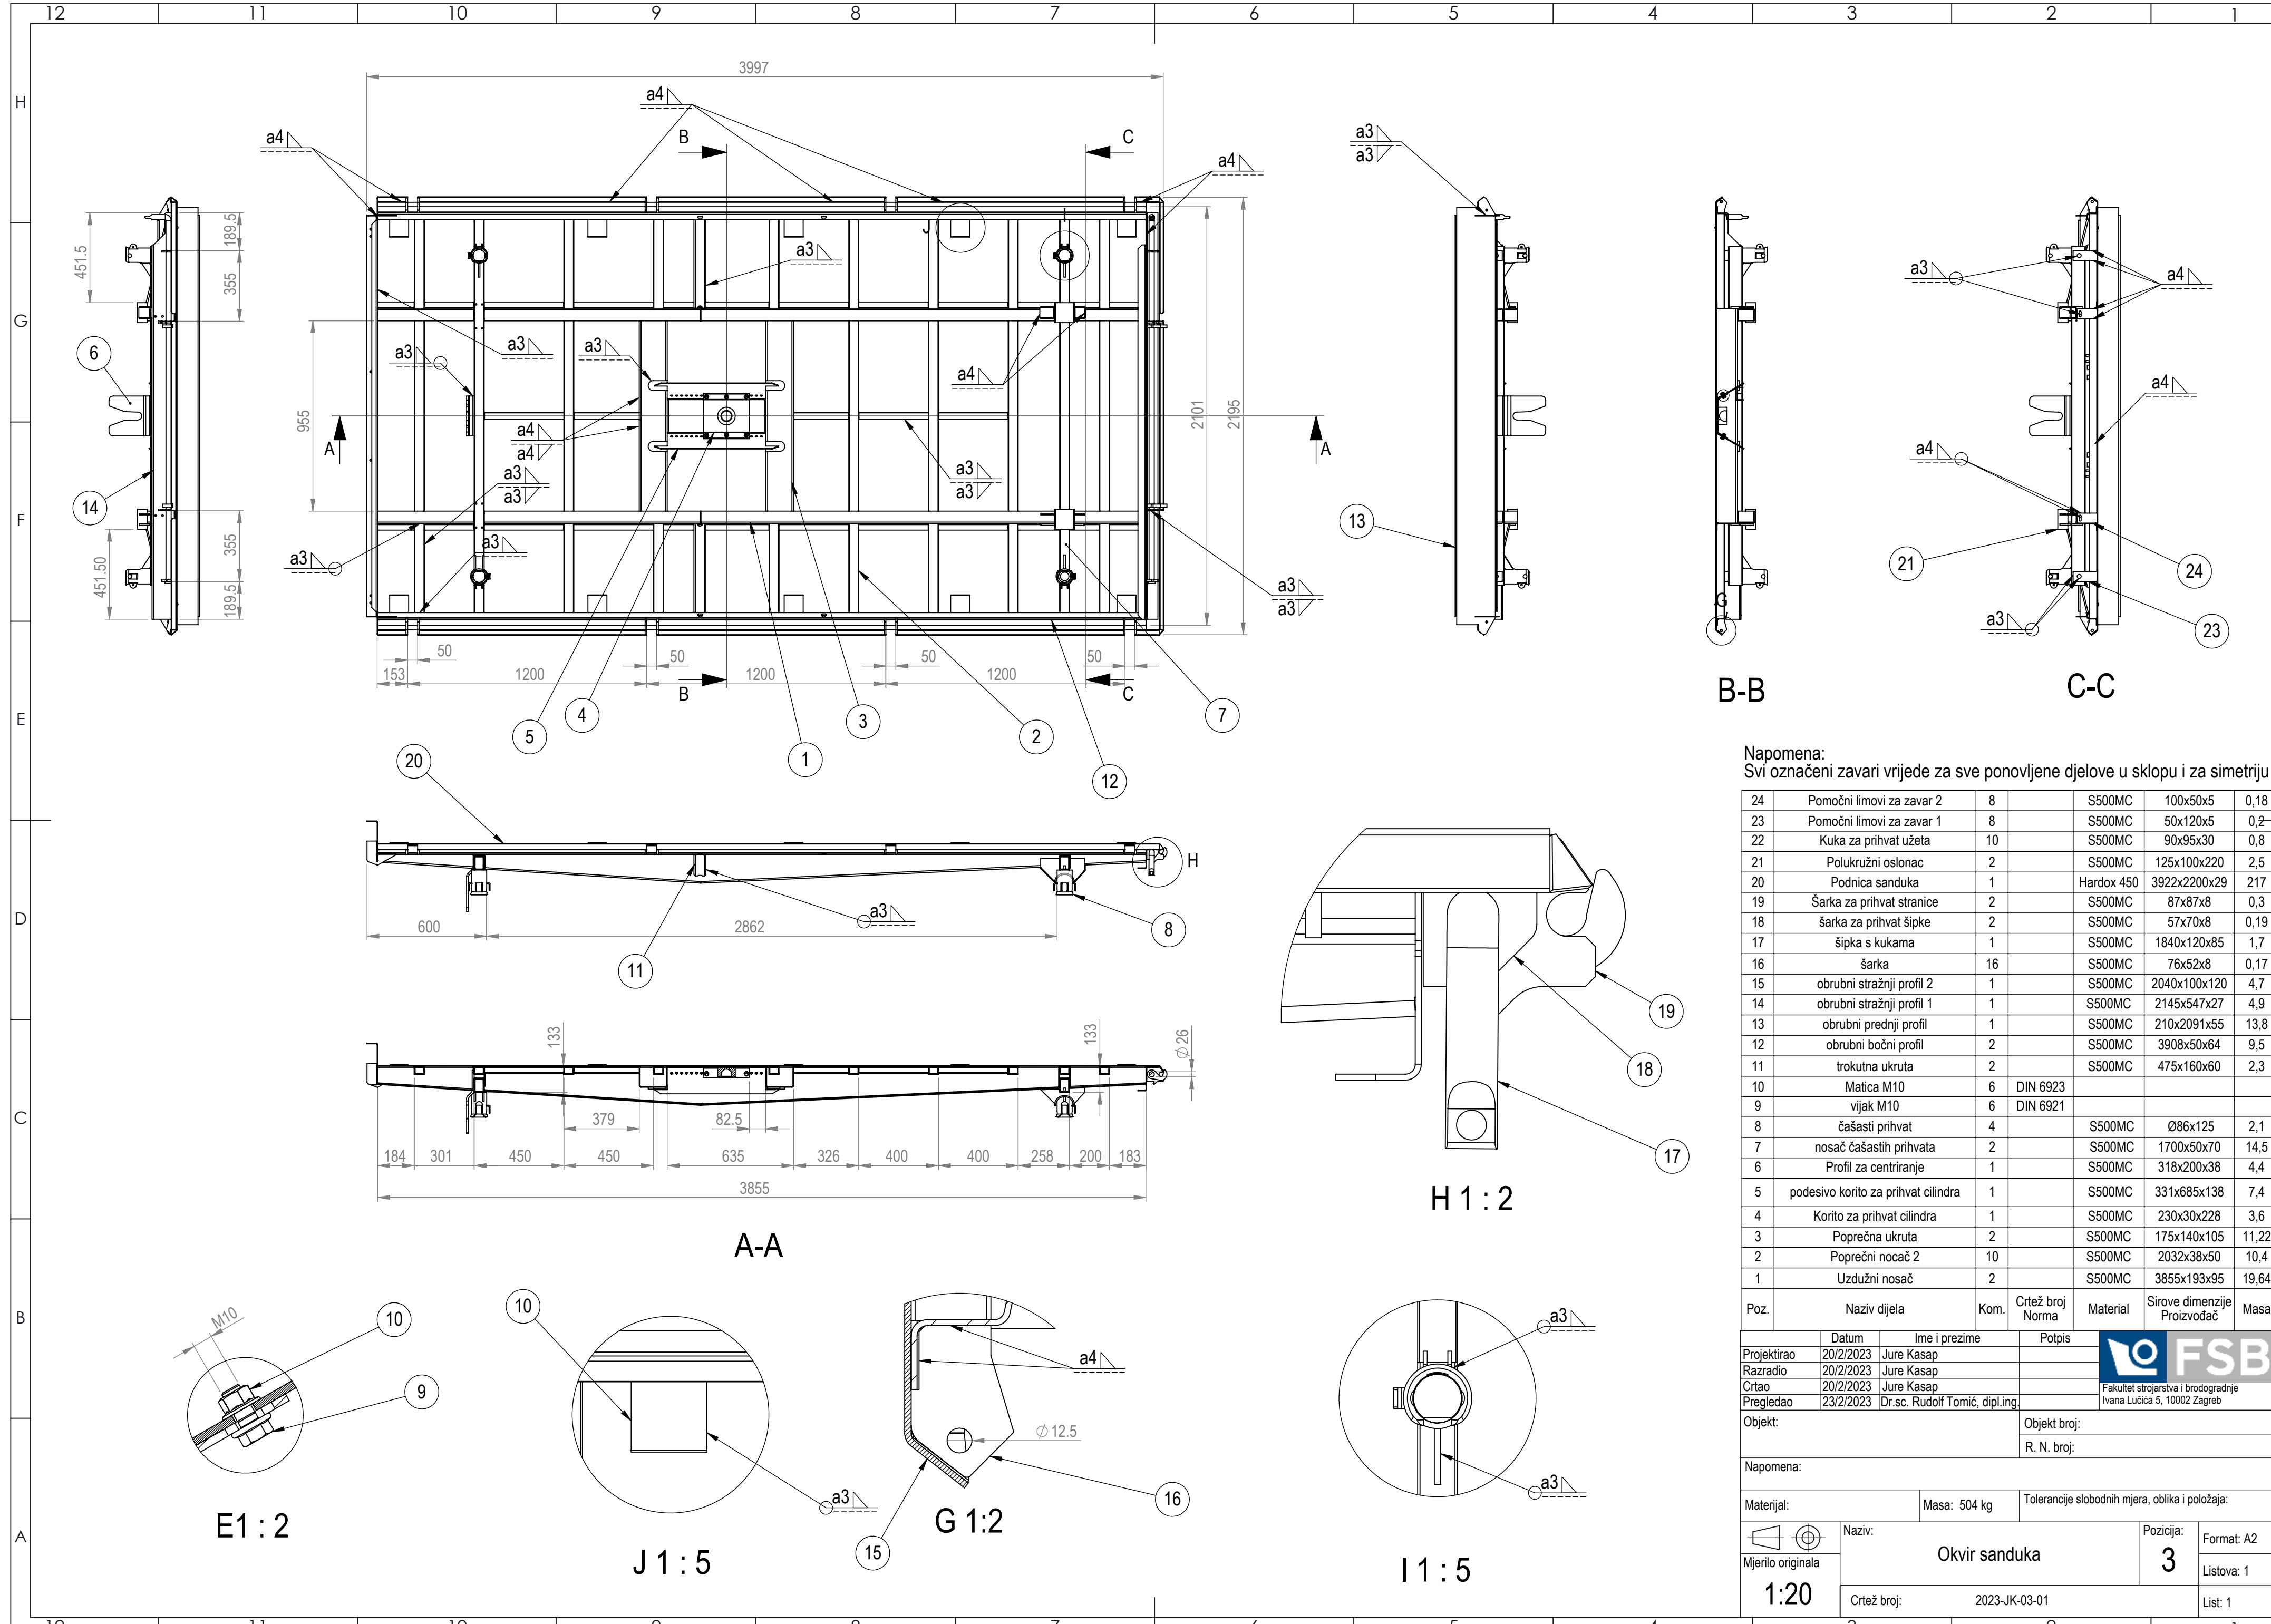 12 11 10 9 8 7 6 5 4 3 2 1
H
G
F
E
D
C
B
A
3997
a4
a4
B
C
a4
a3
a3
451.5
189.5
355
6
14
451.50
355
189.5
a3
a3
a3
a3
955
A
a4
a4
a3
a3
a3
a3
a4
a3
a3
J
2101
2195
A
a3
a3
153
50
1200
50
1200
50
1200
50
B
C
5
4
1
3
2
12
7
13
G
B-B
a3
a4
a4
a4
a3
21
24
23
C-C
20
H
600
2862
11
a3
8
133
133
Ø26
379
82.5
184 301 450 450 635 326 400 400 258 200 183
3855
A-A
19
18
17
H 1 : 2
M10
10
9
E1 : 2
10
a3
J 1 : 5
a4
Ø12.5
16
15
G 1:2
a3
a3
I 1 : 5
Napomena:
Svi označeni zavari vrijede za sve ponovljene djelove u sklopu i za simetriju
24 Pomočni limovi za zavar 2 8 S500MC 100x50x5 0,18
23 Pomočni limovi za zavar 1 8 S500MC 50x120x5 0,2
22 Kuka za prihvat užeta 10 S500MC 90x95x30 0,8
21 Polukružni oslonac 2 S500MC 125x100x220 2,5
20 Podnica sanduka 1 Hardox 450 3922x2200x29 217
19 Šarka za prihvat stranice 2 S500MC 87x87x8 0,3
18 šarka za prihvat šipke 2 S500MC 57x70x8 0,19
17 šipka s kukama 1 S500MC 1840x120x85 1,7
16 šarka 16 S500MC 76x52x8 0,17
15 obrubni stražnji profil 2 1 S500MC 2040x100x120 4,7
14 obrubni stražnji profil 1 1 S500MC 2145x547x27 4,9
13 obrubni prednji profil 1 S500MC 210x2091x55 13,8
12 obrubni bočni profil 2 S500MC 3908x50x64 9,5
11 trokutna ukruta 2 S500MC 475x160x60 2,3
10 Matica M10 6 DIN 6923
9 vijak M10 6 DIN 6921
8 čašasti prihvat 4 S500MC Ø86x125 2,1
7 nosač čašastih prihvata 2 S500MC 1700x50x70 14,5
6 Profil za centriranje 1 S500MC 318x200x38 4,4
5 podesivo korito za prihvat cilindra 1 S500MC 331x685x138 7,4
4 Korito za prihvat cilindra 1 S500MC 230x30x228 3,6
3 Poprečna ukruta 2 S500MC 175x140x105 11,22
2 Poprečni nocač 2 10 S500MC 2032x38x50 10,4
1 Uzdužni nosač 2 S500MC 3855x193x95 19,64
Poz. Naziv dijela Kom. Crtež broj Norma Material Sirove dimenzije Proizvođač Masa
Datum Ime i prezime Potpis
Projektirao 20/2/2023 Jure Kasap
Razradio 20/2/2023 Jure Kasap
Crtao 20/2/2023 Jure Kasap
Pregledao 23/2/2023 Dr.sc. Rudolf Tomić, dipl.ing.
FSB
Fakultet strojarstva i brodogradnje
Ivana Lučića 5, 10002 Zagreb
Objekt:
Objekt broj:
R. N. broj:
Napomena:
Materijal:
Masa: 504 kg
Tolerancije slobodnih mjera, oblika i položaja:
Mjerilo originala
1:20
Naziv:
Okvir sanduka
Pozicija:
3
Format: A2
Listova: 1
Crtež broj: 2023-JK-03-01
List: 1